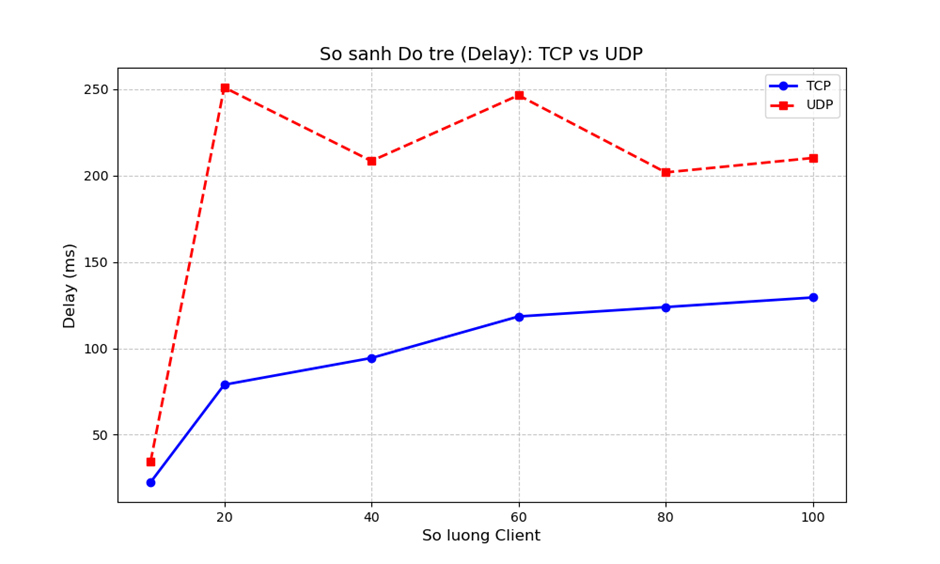 So sanh Do tre (Delay): TCP vs UDP
TCP
UDP
250
200
150
100
50
Delay (ms)
20
40
60
80
100
So luong Client